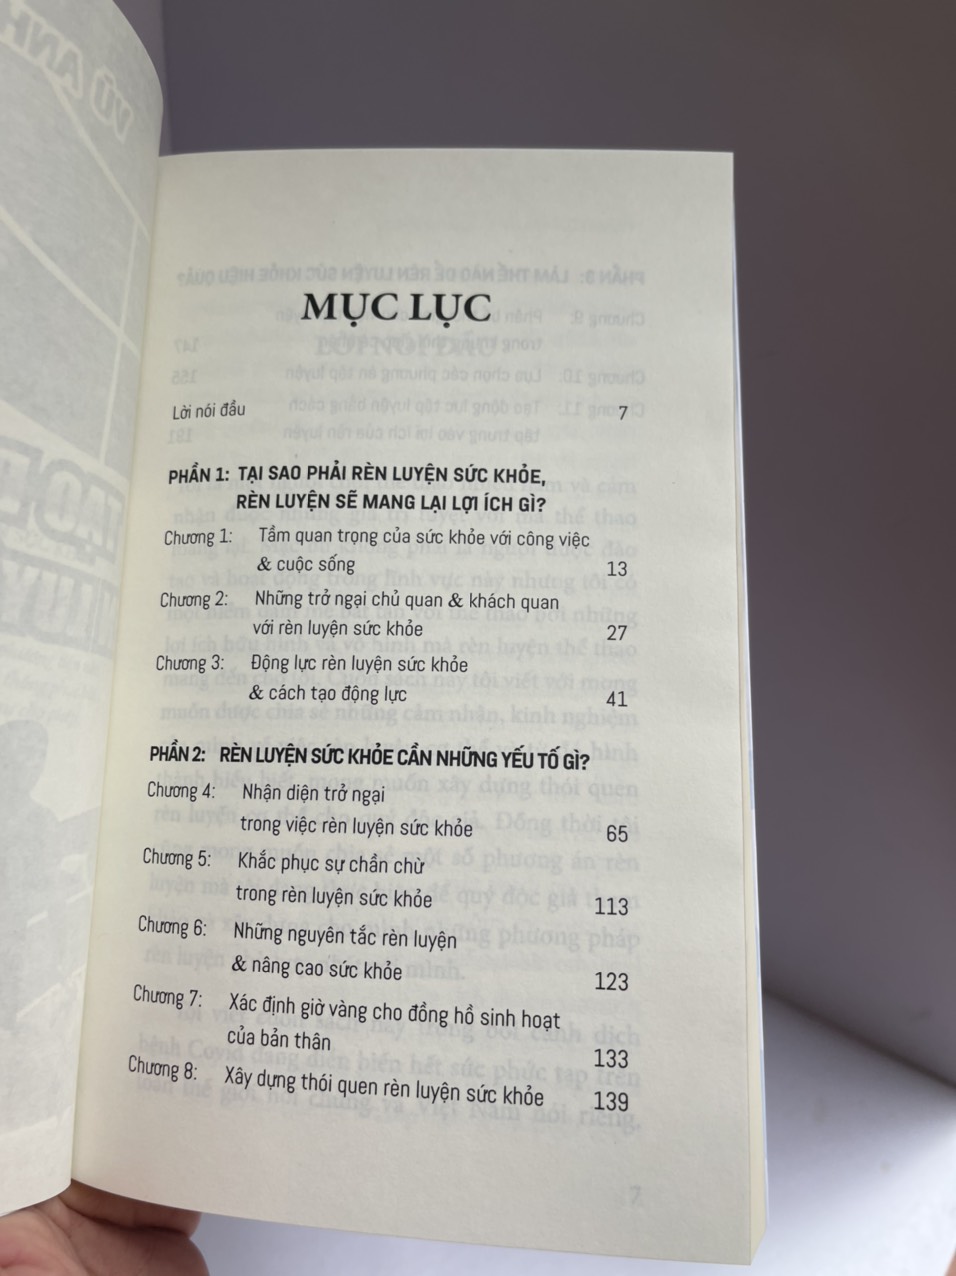 MỤC LỤC
Lời nói đầu 7
PHẦN 1: TẠI SAO PHẢI RÈN LUYỆN SỨC KHỎE,
RÈN LUYỆN SẼ MANG LẠI LỢI ÍCH GÌ?
Chương 1: Tầm quan trọng của sức khỏe với công việc
& cuộc sống 13
Chương 2: Những trở ngại chủ quan & khách quan
với rèn luyện sức khỏe 27
Chương 3: Động lực rèn luyện sức khỏe
& cách tạo động lực 41
PHẦN 2: RÈN LUYỆN SỨC KHỎE CẦN NHỮNG YẾU TỐ GÌ?
Chương 4: Nhận diện trở ngại
trong việc rèn luyện sức khỏe 65
Chương 5: Khắc phục sự chần chừ
trong rèn luyện sức khỏe 113
Chương 6: Những nguyên tắc rèn luyện
& nâng cao sức khỏe 123
Chương 7: Xác định giờ vàng cho đồng hồ sinh hoạt
của bản thân 133
Chương 8: Xây dựng thói quen rèn luyện sức khỏe 139